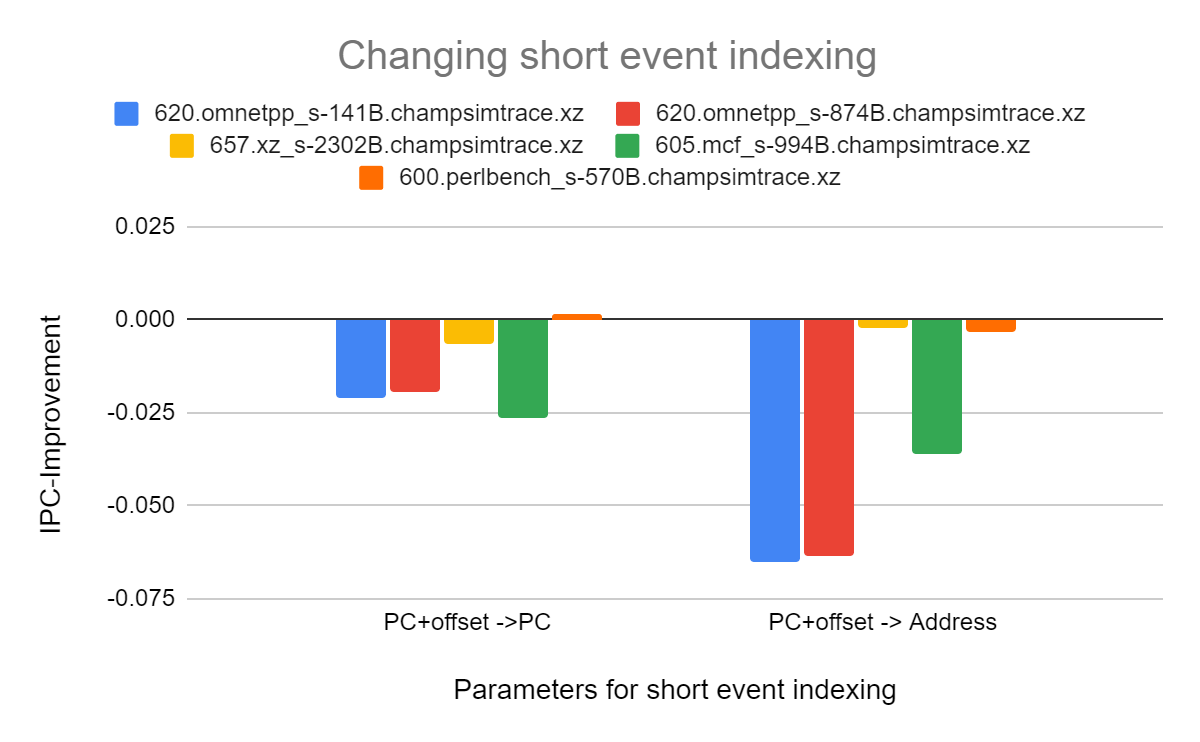 Changing short event indexing
620.omnetpp_s-141B.champsimtrace.xz 620.omnetpp_s-874B.champsimtrace.xz
657.xz_s-2302B.champsimtrace.xz 605.mcf_s-994B.champsimtrace.xz
600.perlbench_s-570B.champsimtrace.xz
IPC-Improvement
0.025
0.000
-0.025
-0.050
-0.075
PC+offset ->PC PC+offset -> Address
Parameters for short event indexing